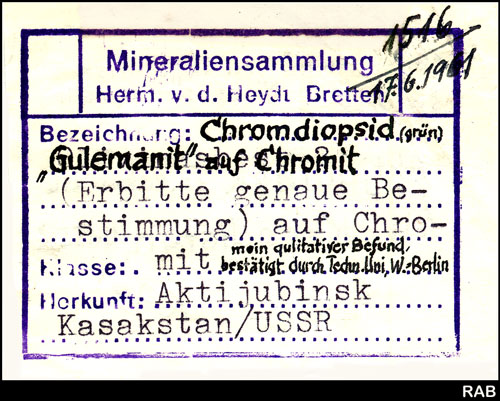 1516
17.6.1961
Mineraliensammlung
Herm. v. d. Heydt Bretten
Bezeichnung: Chromdiopsid (grün)
„Gulemanit" auf Chromit
(Erbitte genaue Be-
stimmung) auf Chro-
mein qulitativer Befund,
Klasse: mit bestätigt durch Techn. Uni, W.-Berlin
Herkunft: Aktijubinsk
Kasakstan/USSR
RAB